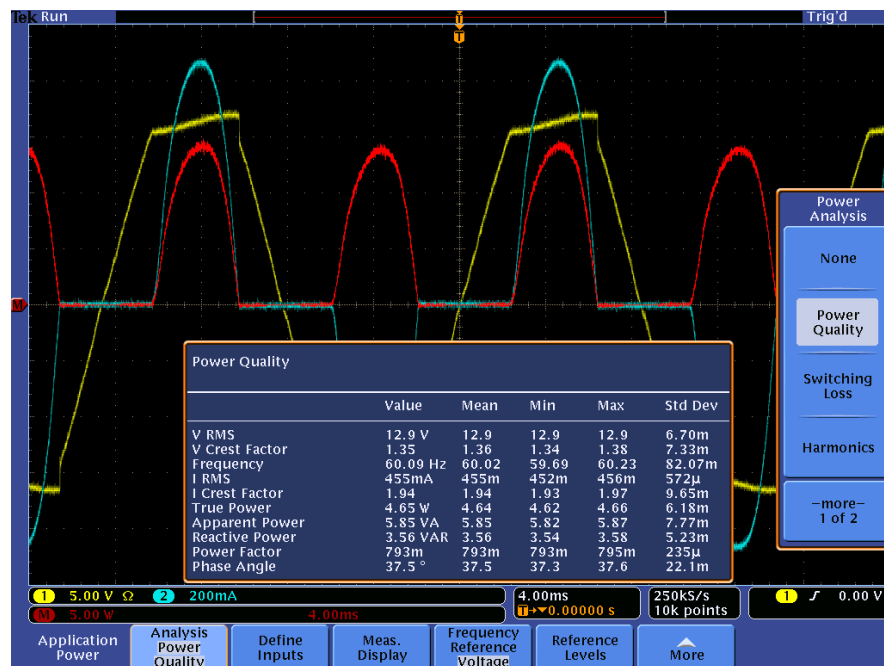 Tek Run Trig'd
T
T
M
Power
Analysis
None
Power
Quality
Switching
Loss
Harmonics
—more—
1 of 2
Power Quality
Value Mean Min Max Std Dev
V RMS 12.9 V 12.9 12.9 12.9 6.70m
V Crest Factor 1.35 1.36 1.34 1.38 7.33m
Frequency 60.09 Hz 60.02 59.69 60.23 82.07m
I RMS 455mA 455m 452m 456m 572µ
I Crest Factor 1.94 1.94 1.93 1.97 9.65m
True Power 4.65 W 4.64 4.62 4.66 6.18m
Apparent Power 5.85 VA 5.85 5.82 5.87 7.77m
Reactive Power 3.56 VAR 3.56 3.54 3.58 5.23m
Power Factor 793m 793m 793m 795m 235µ
Phase Angle 37.5 ° 37.5 37.3 37.6 22.1m
1 5.00 V Ω 2 200mA 4.00ms 250kS/s 1 0.00 V
M 5.00 W 4.00ms T→▼0.00000 s 10k points
Application
Power
Analysis
Power
Quality
Define
Inputs
Meas.
Display
Frequency
Reference
Voltage
Reference
Levels
More